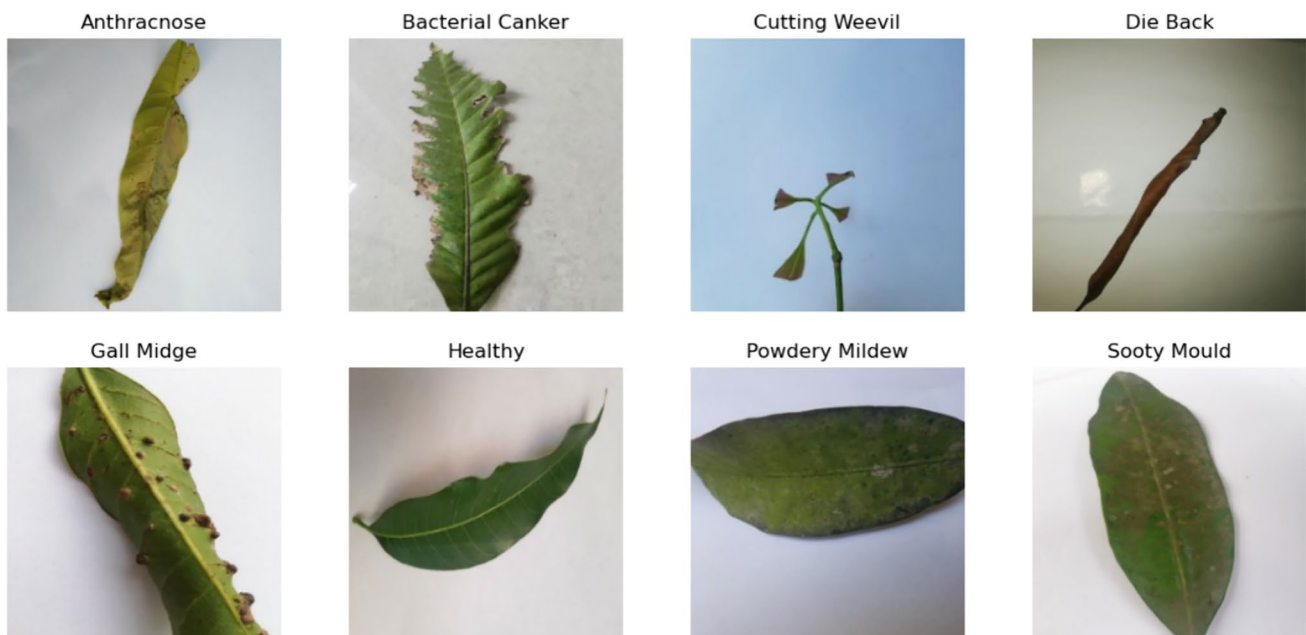 Anthracnose
Bacterial Canker
Cutting Weevil
Die Back
Gall Midge
Healthy
Powdery Mildew
Sooty Mould